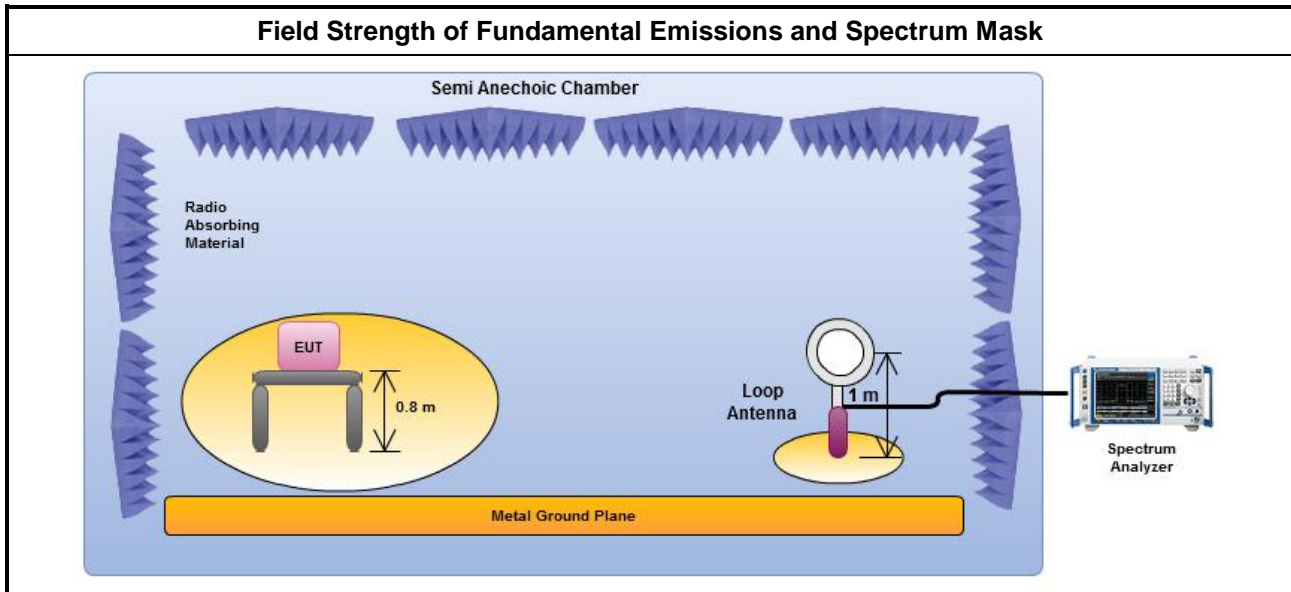 Field Strength of Fundamental Emissions and Spectrum Mask
Semi Anechoic Chamber
Radio
Absorbing
Material
EUT
0.8 m
Loop
Antenna
1 m
Spectrum
Analyzer
Metal Ground Plane